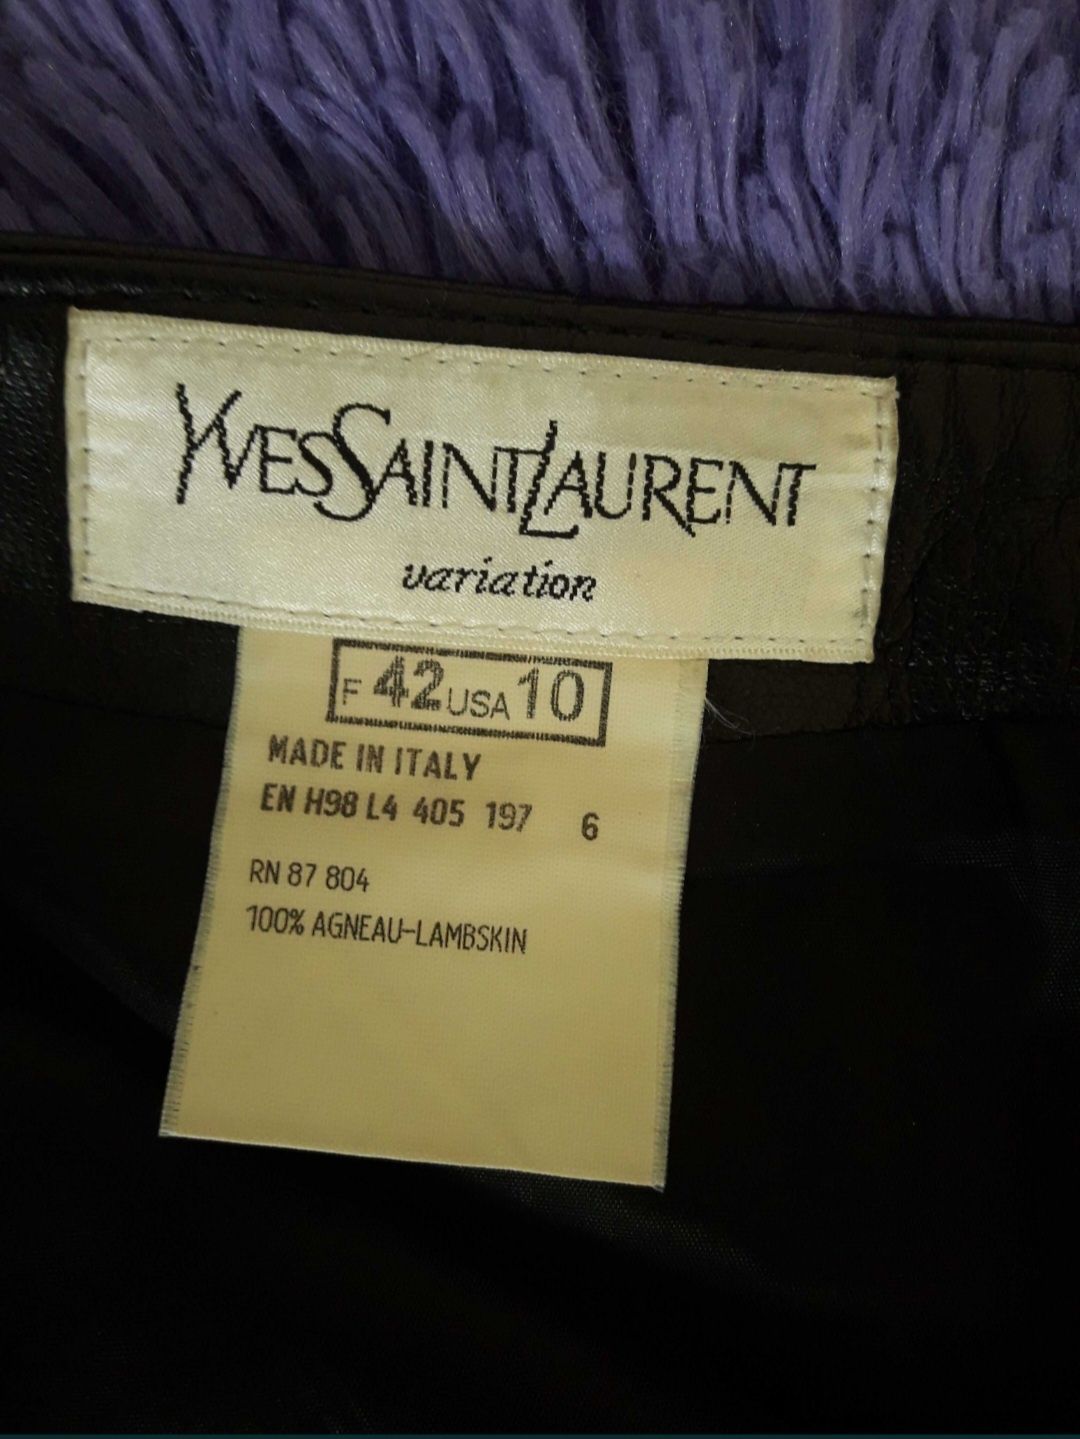 YVESSAINTLAURENT
variation
F 42 USA 10
MADE IN ITALY
EN H98 L4 405 197 6
RN 87 804
100% AGNEAU-LAMBSKIN